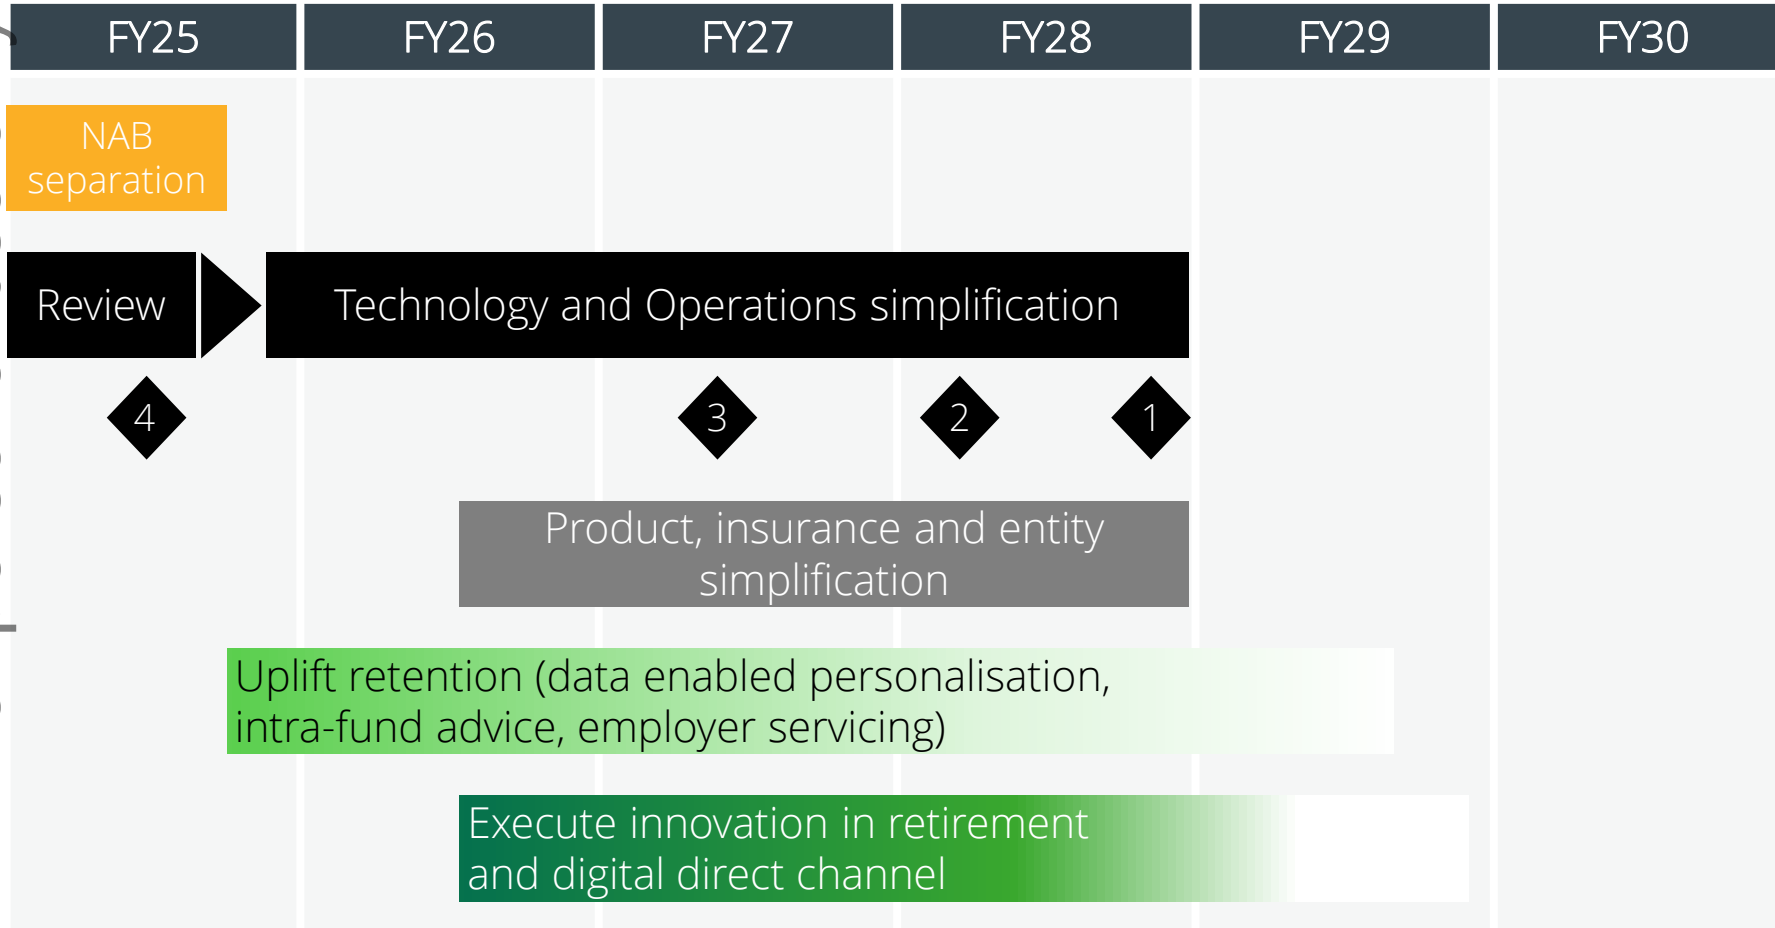 FY25 FY26 FY27 FY28 FY29 FY30
NAB
separation
Review Technology and Operations simplification
4 3 2 1
Product, insurance and entity
simplification
Uplift retention (data enabled personalisation,
intra-fund advice, employer servicing)
Execute innovation in retirement
and digital direct channel